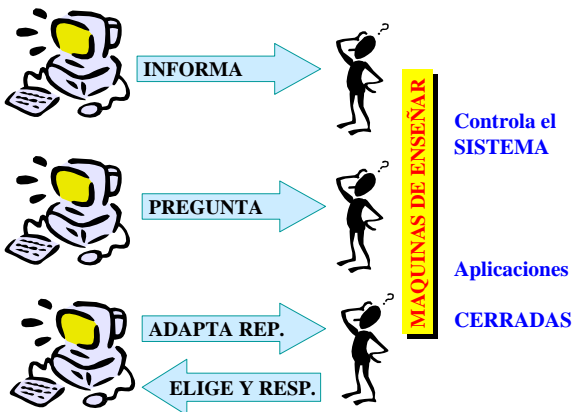 INFORMA
PREGUNTA
ADAPTA REP.
ELIGE Y RESP.
MAQUINAS DE ENSEÑAR
Controla el
SISTEMA
Aplicaciones
CERRADAS